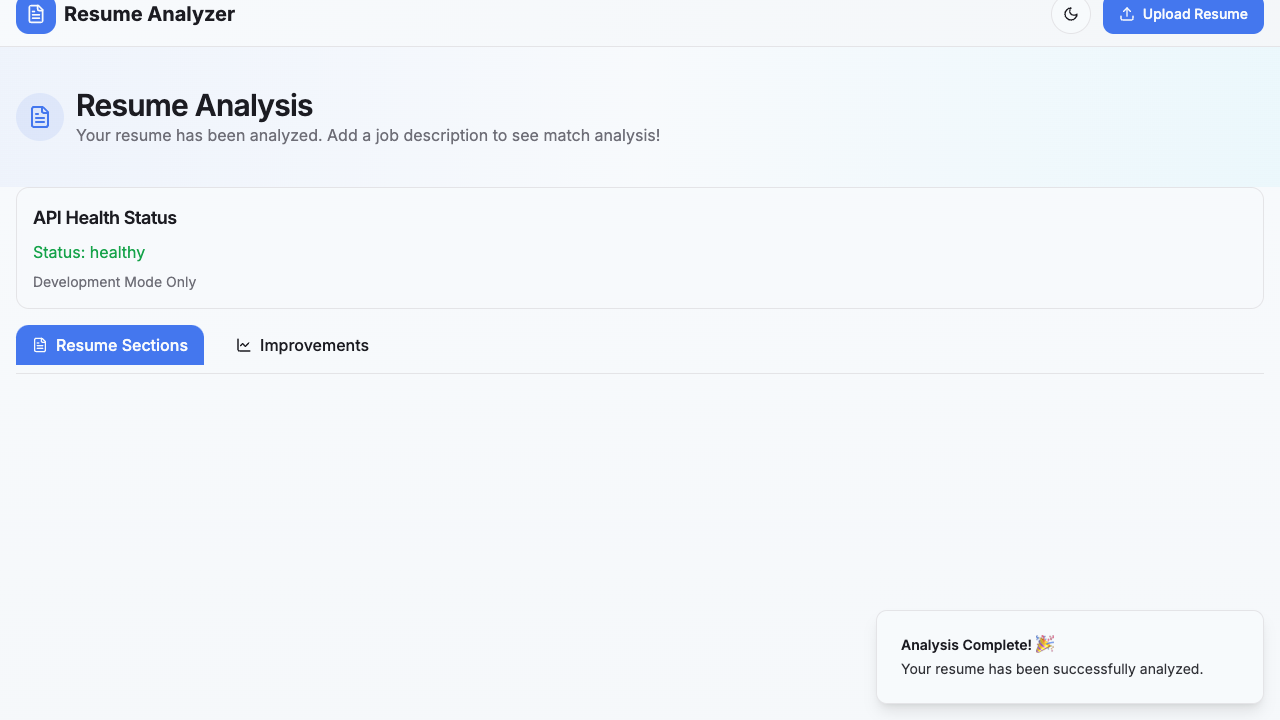 Resume Analyzer
Upload Resume
Resume Analysis
Your resume has been analyzed. Add a job description to see match analysis!
API Health Status
Status: healthy
Development Mode Only
Resume Sections
Improvements
Analysis Complete! 🎉
Your resume has been successfully analyzed.